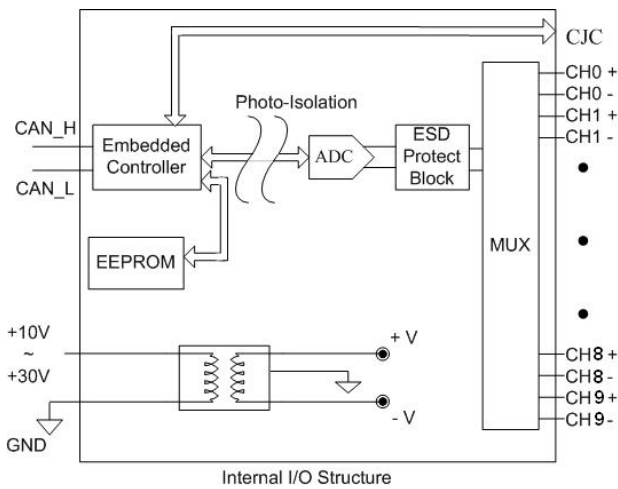 CJC
CH0 +
CH0 -
CH1 +
CH1 -
Photo-Isolation
CAN_H
CAN_L
Embedded
Controller
ADC
ESD
Protect
Block
EEPROM
MUX
+10V
~
+30V
GND
+ V
- V
CH8 +
CH8 -
CH9 +
CH9 -
Internal I/O Structure